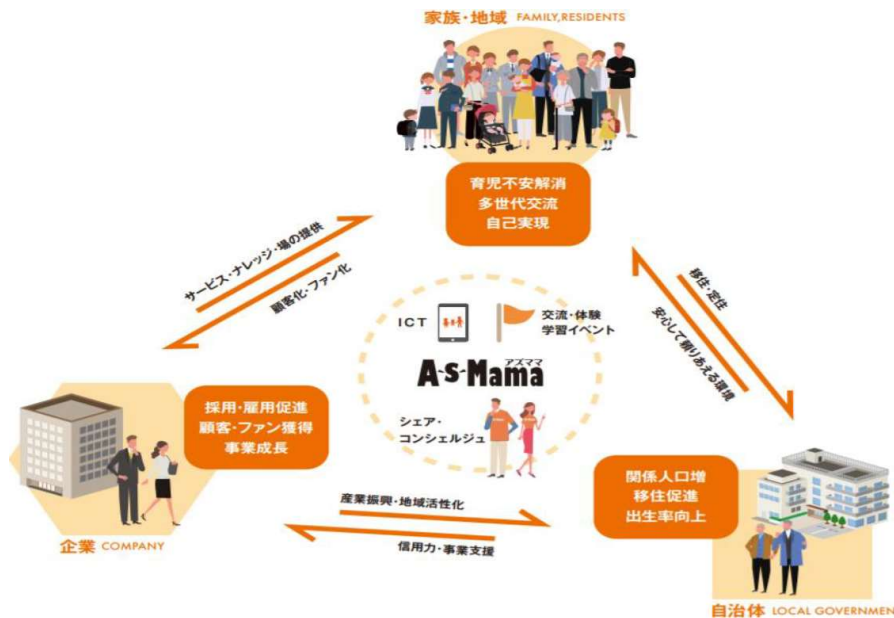 家族・地域 FAMILY,RESIDENTS
育児不安解消
多世代交流
自己実現
サービス・ナレッジ・場の提供
顧客化・ファン化
移住・定住
安心して頼りあえる環境
ICT
交流・体験
学習イベント
アズママ
A-s-Mama
シェア・
コンシェルジュ
採用・雇用促進
顧客・ファン獲得
事業成長
企業 COMPANY
産業振興・地域活性化
信用力・事業支援
関係人口増
移住促進
出生率向上
自治体 LOCAL GOVERNMENT